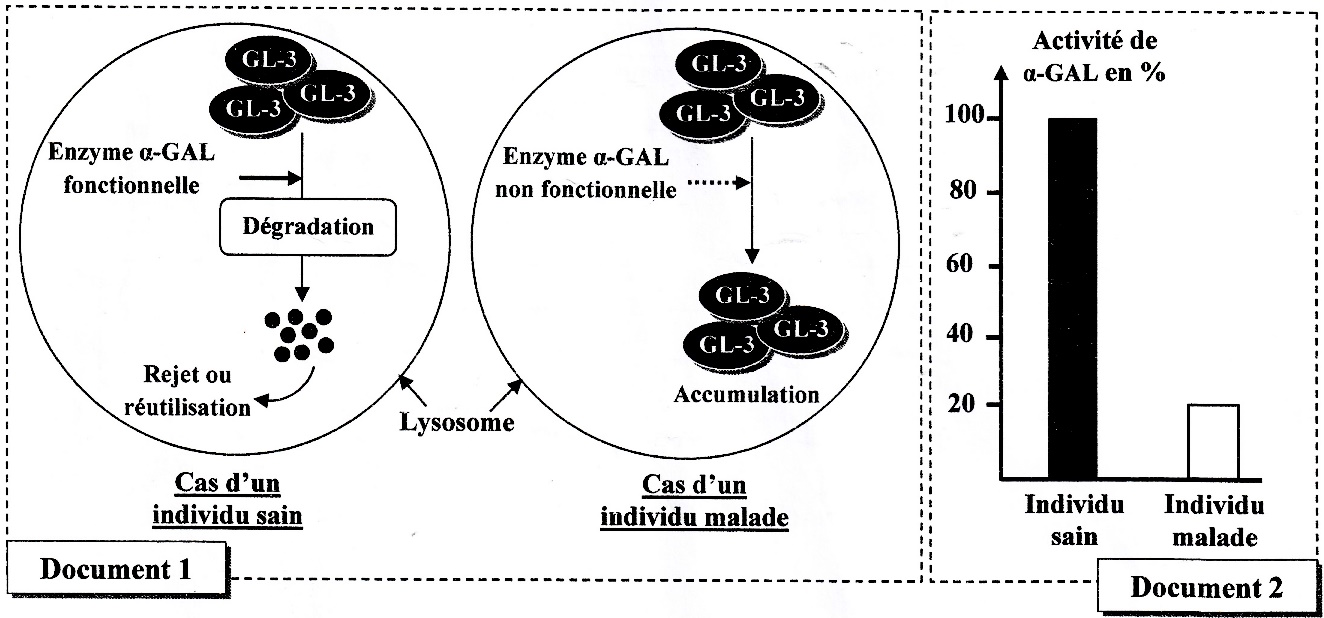 GL-3
GL-3
GL-3
Enzyme α-GAL
fonctionnelle
Dégradation
Rejet ou
réutilisation
Cas d'un
individu sain
GL-3
GL-3
GL-3
Enzyme α-GAL
non fonctionnelle
GL-3
GL-3
GL-3
Accumulation
Lysosome
Cas d'un
individu malade
Document 1
Activité de
α-GAL en %
100
80
60
40
20
Individu
sain
Individu
malade
Document 2